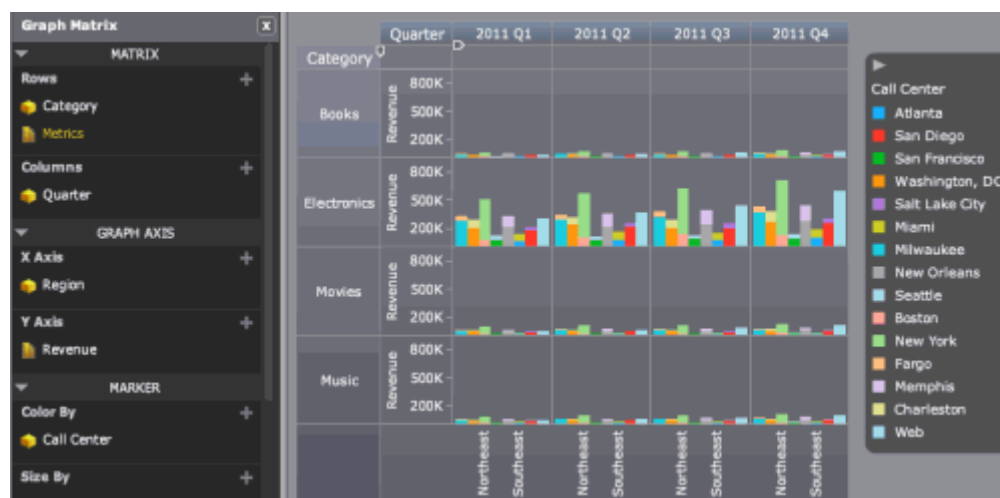 Graph Matrix
x
MATRIX
Rows
Category
Metrics
Columns
Quarter
GRAPH AXIS
X Axis
Region
Y Axis
Revenue
MARKER
Color By
Call Center
Size By
Quarter 2011 Q1 2011 Q2 2011 Q3 2011 Q4
Category
Books
Revenue
800K
500K
200K
Electronics
Revenue
800K
500K
200K
Movies
Revenue
800K
500K
200K
Music
Revenue
800K
500K
200K
Northeast Southeast Northeast Southeast Northeast Southeast Northeast Southeast
Call Center
Atlanta
San Diego
San Francisco
Washington, DC
Salt Lake City
Miami
Milwaukee
New Orleans
Seattle
Boston
New York
Fargo
Memphis
Charleston
Web